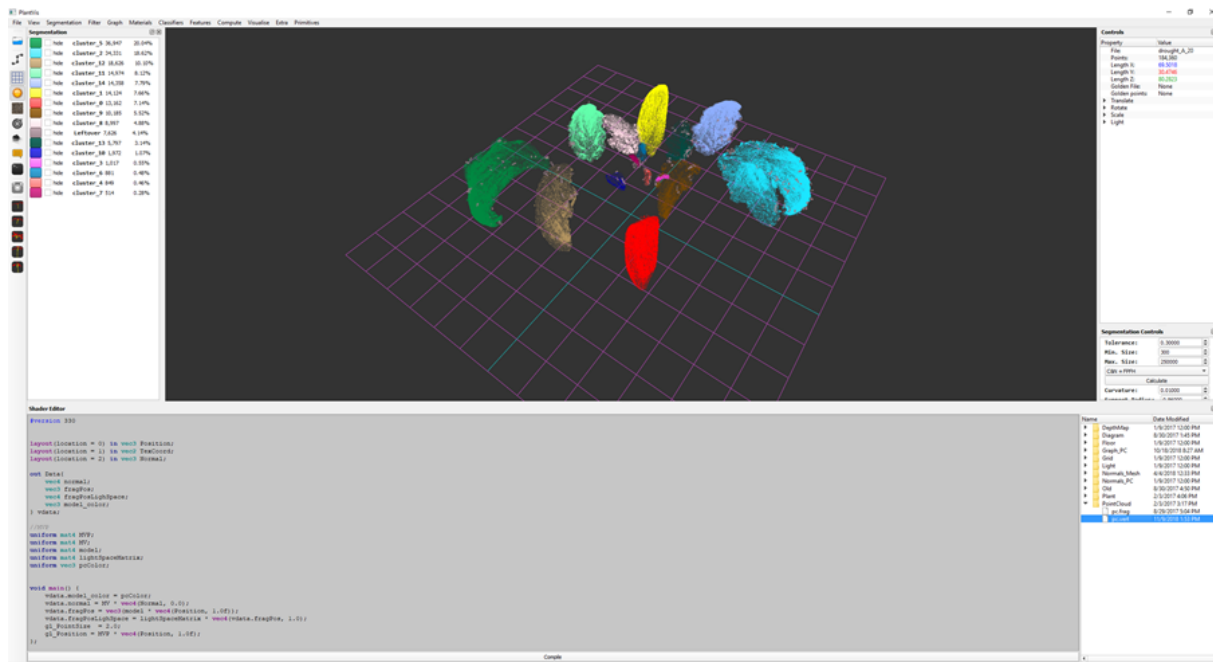 PlantVis
File View Segmentation Filter Graph Materials Classifiers Features Compute Visualise Extra Primitives
Segmentation
hide cluster_5 36,947 20.04%
hide cluster_2 34,331 18.62%
hide cluster_12 18,626 10.10%
hide cluster_11 14,974 8.12%
hide cluster_14 14,358 7.79%
hide cluster_1 14,124 7.66%
hide cluster_0 13,162 7.14%
hide cluster_9 10,185 5.52%
hide cluster_8 8,997 4.88%
hide Leftover 7,626 4.14%
hide cluster_13 5,797 3.14%
hide cluster_10 1,972 1.07%
hide cluster_3 1,017 0.55%
hide cluster_6 881 0.48%
hide cluster_4 849 0.46%
hide cluster_7 514 0.28%
Controls
Property Value
File: drought_A_20
Points: 184,360
Length X:
Length Y:
Length Z:
Golden File: None
Golden points: None
Translate
Rotate
Scale
Light
Segmentation Controls
Tolerance: 0.30000
Min. Size: 300
Max. Size: 250000
Calculate
Curvature: 0.01000
Shader Editor
#version 330
layout(location = 0) in vec3 Position;
layout(location = 1) in vec2 TexCoord;
layout(location = 2) in vec3 Normal;
out Data{
vec4 normal;
vec3 fragPos;
vec4 fragPosLighSpace;
vec3 model_color;
} vdata;
//MVP
uniform mat4 MVP;
uniform mat4 MV;
uniform mat4 model;
uniform mat4 lightSpaceMatrix;
uniform vec3 pcColor;
void main() {
vdata.model_color = pcColor;
vdata.normal = MV * vec4(Normal, 0.0);
vdata.fragPos = vec3(model * vec4(Position, 1.0f));
vdata.fragPosLighSpace = lightSpaceMatrix * vec4(vdata.fragPos, 1.0);
gl_PointSize = 2.0;
gl_Position = MVP * vec4(Position, 1.0f);
};
Compile
Name Date Modified
DepthMap 1/9/2017 12:00 PM
Diagram 8/30/2017 1:45 PM
Floor 1/9/2017 12:00 PM
Graph_PC 10/18/2018 8:27 AM
Grid 1/9/2017 12:00 PM
Light 1/9/2017 12:00 PM
Normals_Mesh 4/4/2018 12:33 PM
Normals_PC 1/9/2017 12:00 PM
Old 8/30/2017 4:50 PM
Plant 2/3/2017 4:06 PM
PointCloud 2/3/2017 3:17 PM
pc.frag 8/29/2017 5:04 PM
pc.vert 11/9/2018 1:53 PM